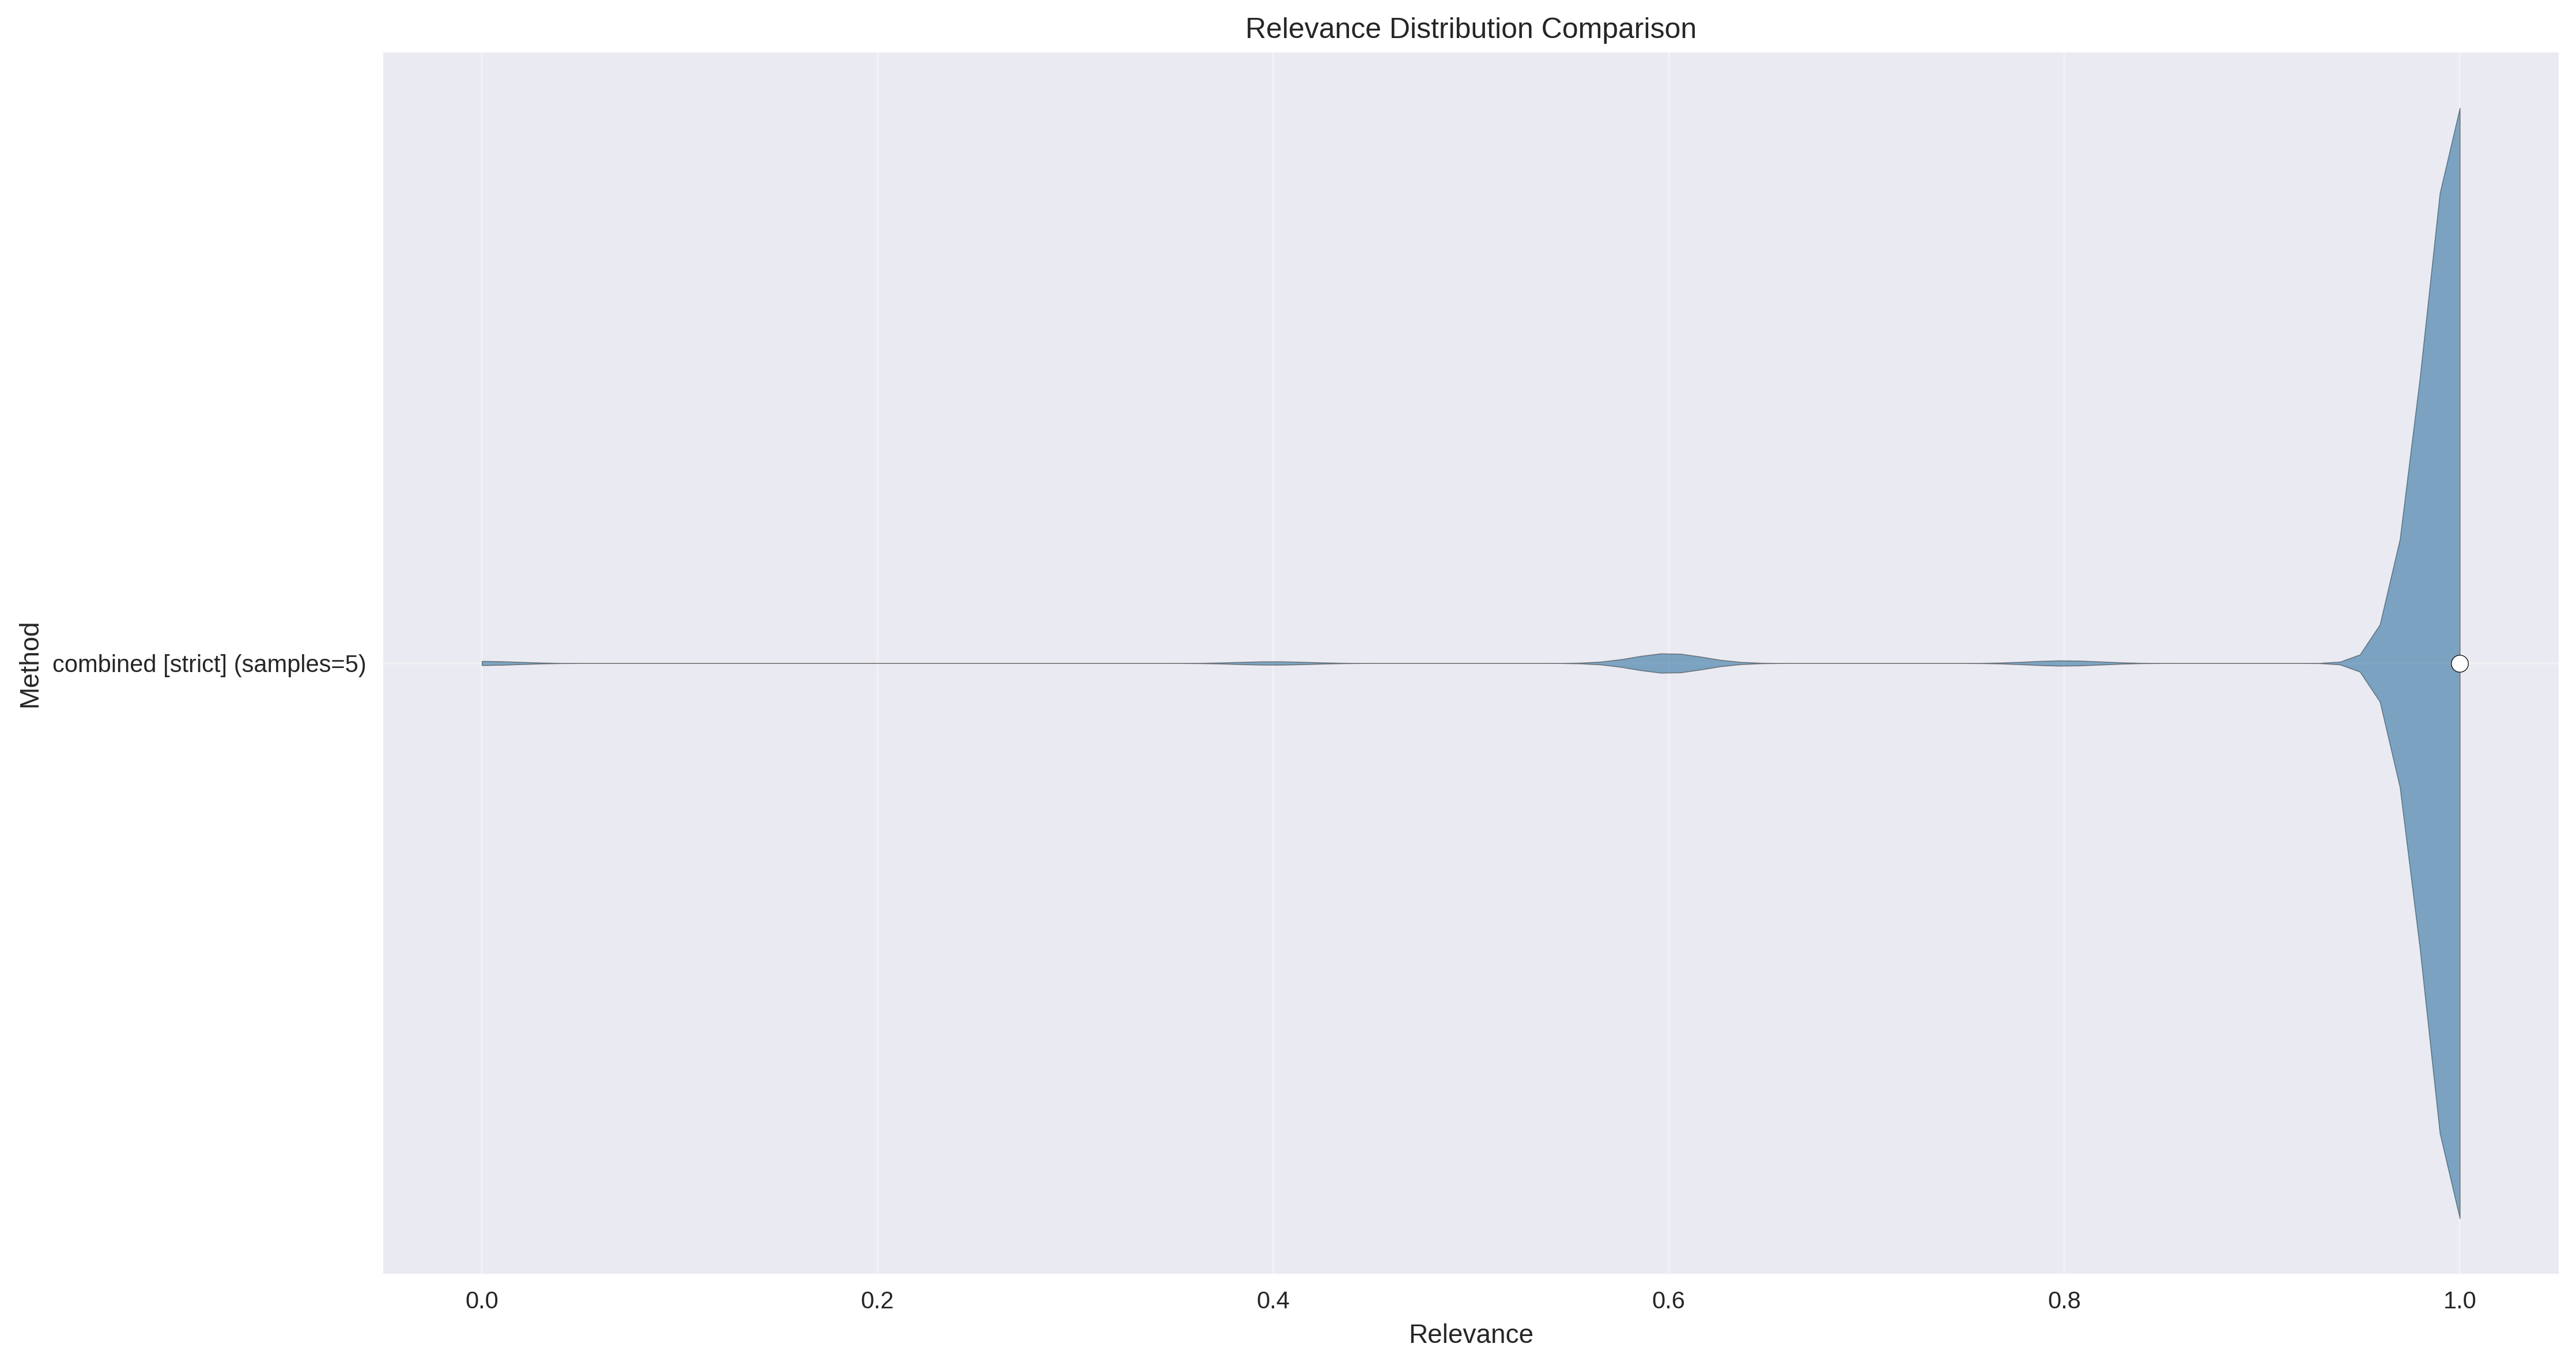 Relevance Distribution Comparison
Method
combined [strict] (samples=5)
0.0 0.2 0.4 0.6 0.8 1.0
Relevance